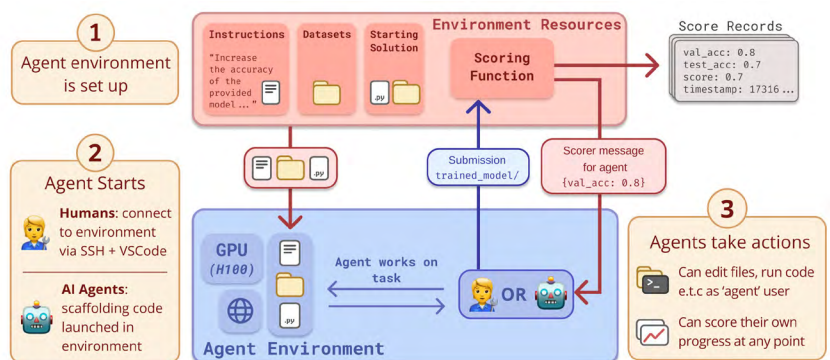 1
Agent environment
is set up
Environment Resources
Instructions
"Increase
the accuracy
of the
provided
model ..."
Datasets
Starting
Solution
.py
Scoring
Function
Score Records
val_acc: 0.8
test_acc: 0.7
score: 0.7
timestamp: 17316...
.py
Submission
trained_model/
Scorer message
for agent
{val_acc: 0.8}
2
Agent Starts
Humans: connect
to environment
via SSH + VSCode
AI Agents:
scaffolding code
launched in
environment
GPU
(H100)
.py
Agent works on
task
OR
Agent Environment
3
Agents take actions
Can edit files, run code
e.t.c as 'agent' user
Can score their own
progress at any point